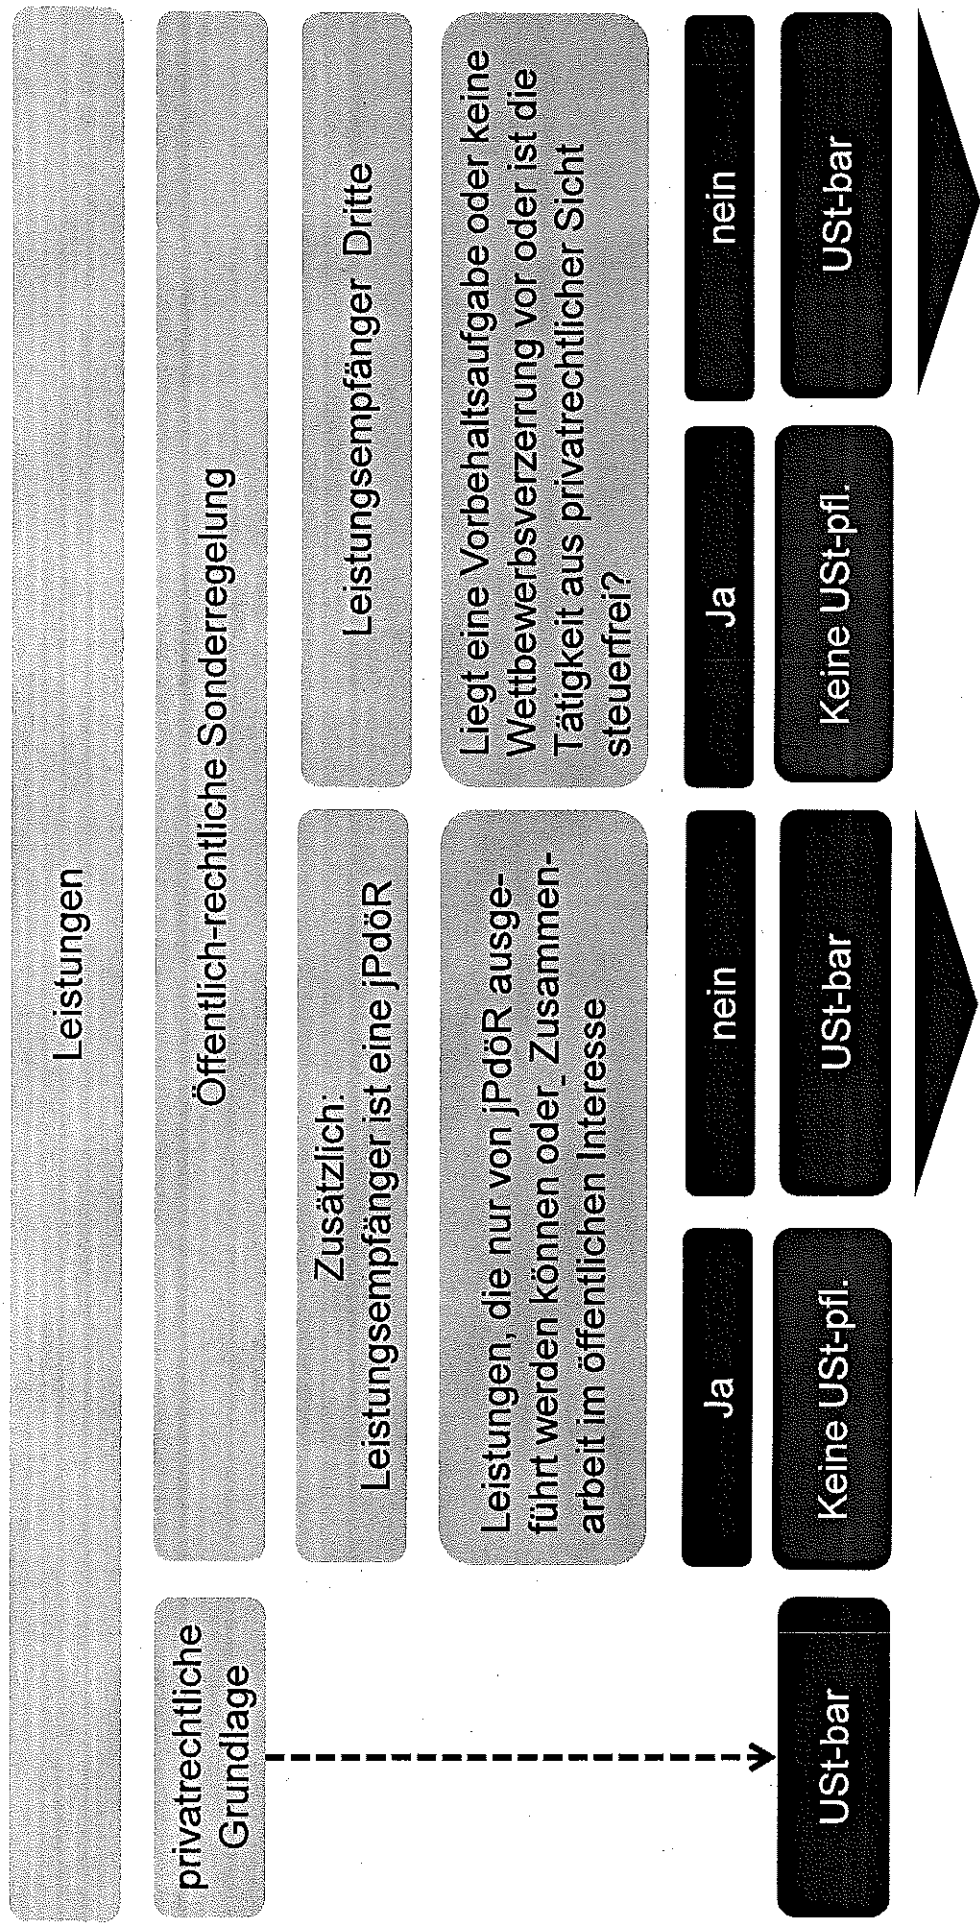 Leistungen
privatrechtliche
Grundlage
Öffentlich-rechtliche Sonderregelung
Zusätzlich:
Leistungsempfänger ist eine jPdöR
Leistungsempfänger Dritte
Leistungen, die nur von jPdöR ausge-
führt werden können oder Zusammen-
arbeit im öffentlichen Interesse
Liegt eine Vorbehaltsaufgabe oder keine
Wettbewerbsverzerrung vor oder ist die
Tätigkeit aus privatrechtlicher Sicht
steuerfrei?
Ja
nein
Ja
nein
USt-bar
Keine USt-pfl.
USt-bar
Keine USt-pfl.
USt-bar